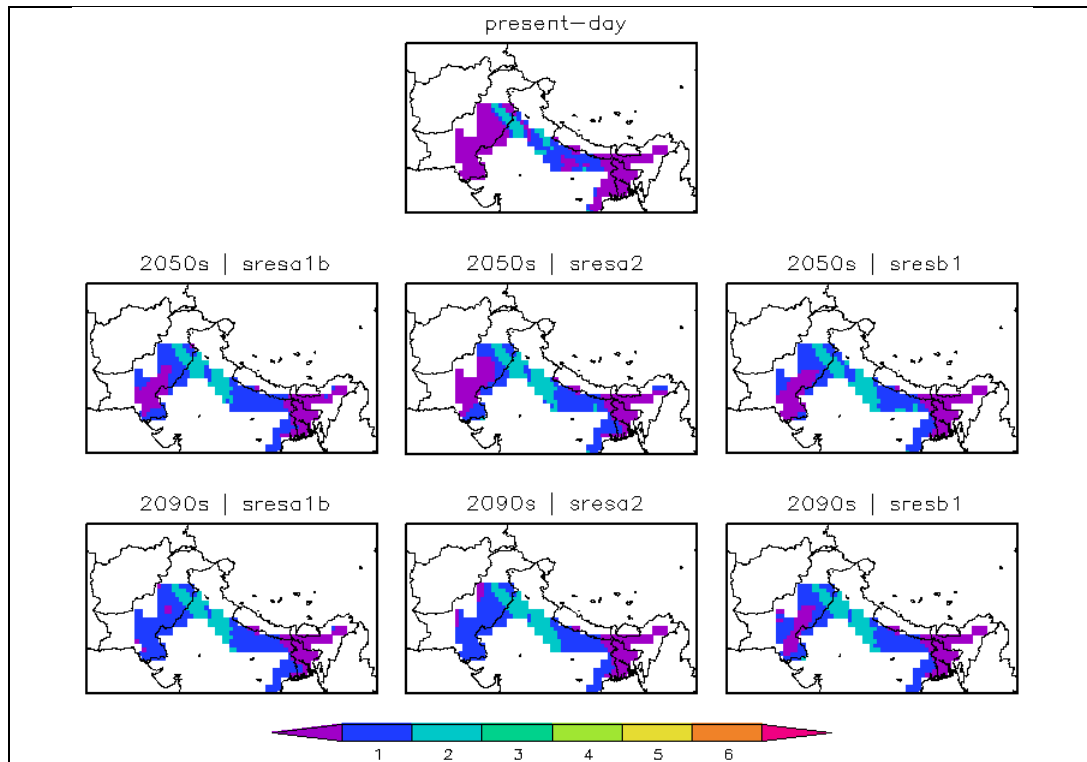 present-day
2050s | sresa1b
2050s | sresa2
2050s | sresb1
2090s | sresa1b
2090s | sresa2
2090s | sresb1
1 2 3 4 5 6